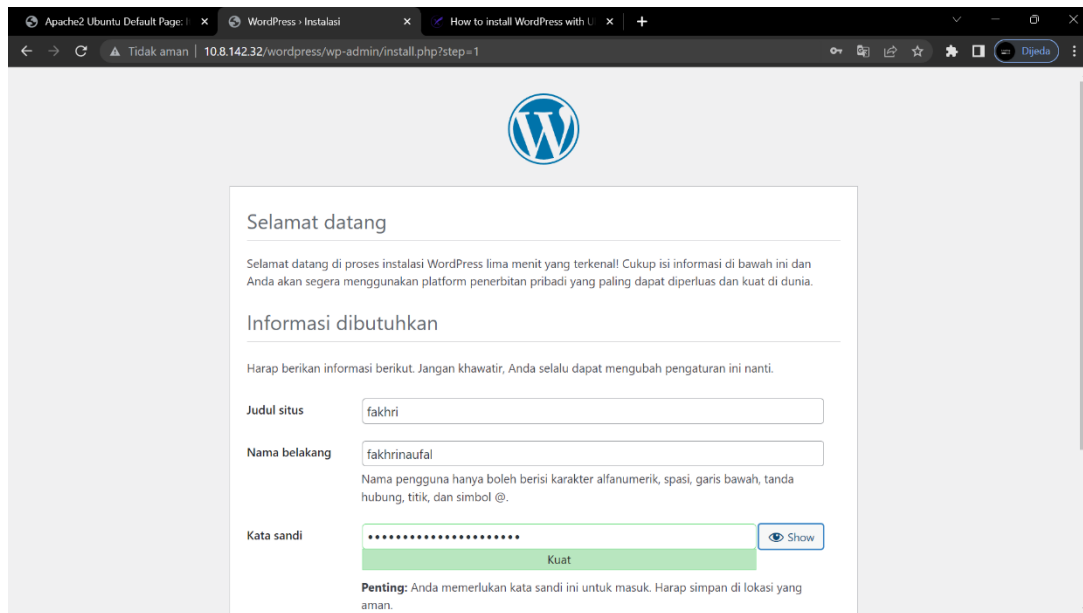 Apache2 Ubuntu Default Page: I
WordPress › Instalasi
How to install WordPress with U
Tidak aman | 10.8.142.32/wordpress/wp-admin/install.php?step=1
Dijeda
Selamat datang
Selamat datang di proses instalasi WordPress lima menit yang terkenal! Cukup isi informasi di bawah ini dan
Anda akan segera menggunakan platform penerbitan pribadi yang paling dapat diperluas dan kuat di dunia.
Informasi dibutuhkan
Harap berikan informasi berikut. Jangan khawatir, Anda selalu dapat mengubah pengaturan ini nanti.
Judul situs
fakhri
Nama belakang
fakhrinaufal
Nama pengguna hanya boleh berisi karakter alfanumerik, spasi, garis bawah, tanda
hubung, titik, dan simbol @.
Kata sandi
••••••••••••••••••••••
Show
Kuat
Penting: Anda memerlukan kata sandi ini untuk masuk. Harap simpan di lokasi yang
aman.